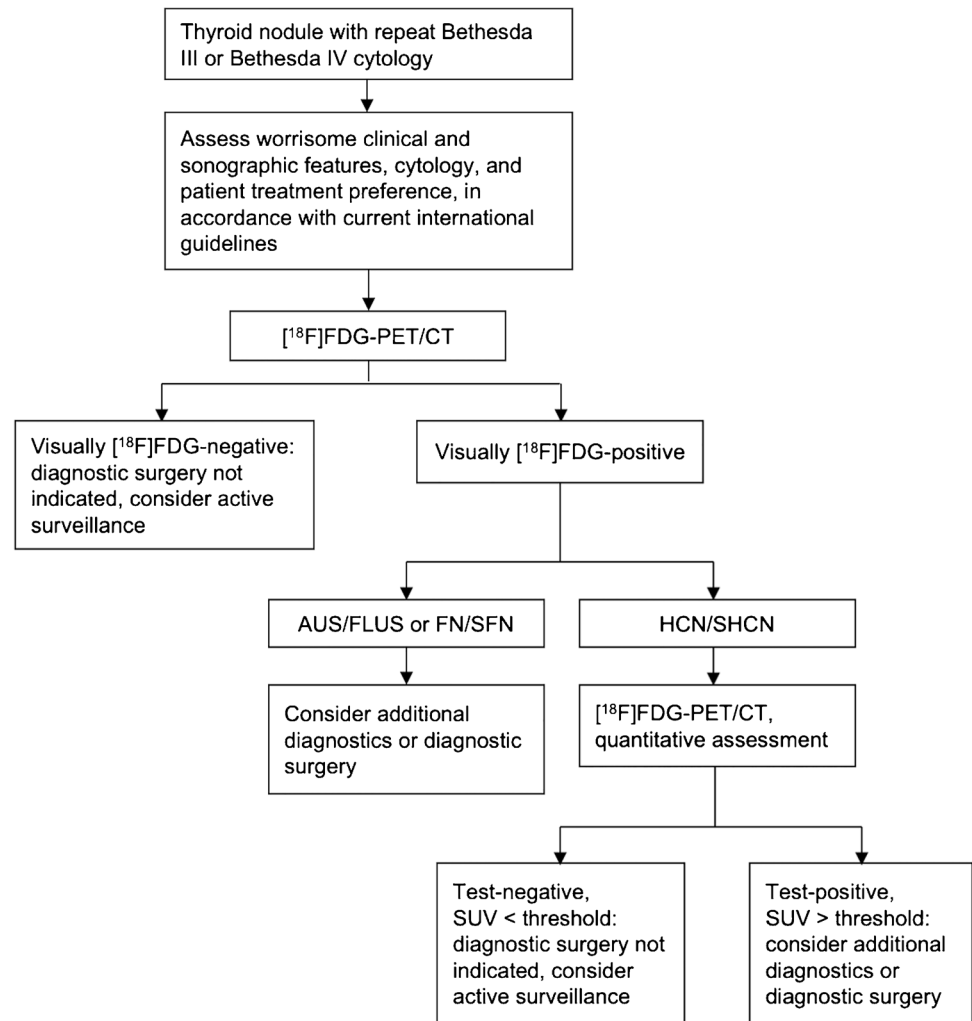 Thyroid nodule with repeat Bethesda
III or Bethesda IV cytology
Assess worrisome clinical and
sonographic features, cytology, and
patient treatment preference, in
accordance with current international
guidelines
[¹⁸F]FDG-PET/CT
Visually [¹⁸F]FDG-negative:
diagnostic surgery not
indicated, consider active
surveillance
Visually [¹⁸F]FDG-positive
AUS/FLUS or FN/SFN
HCN/SHCN
Consider additional
diagnostics or diagnostic
surgery
[¹⁸F]FDG-PET/CT,
quantitative assessment
Test-negative,
SUV < threshold:
diagnostic surgery not
indicated, consider
active surveillance
Test-positive,
SUV > threshold:
consider additional
diagnostics or
diagnostic surgery